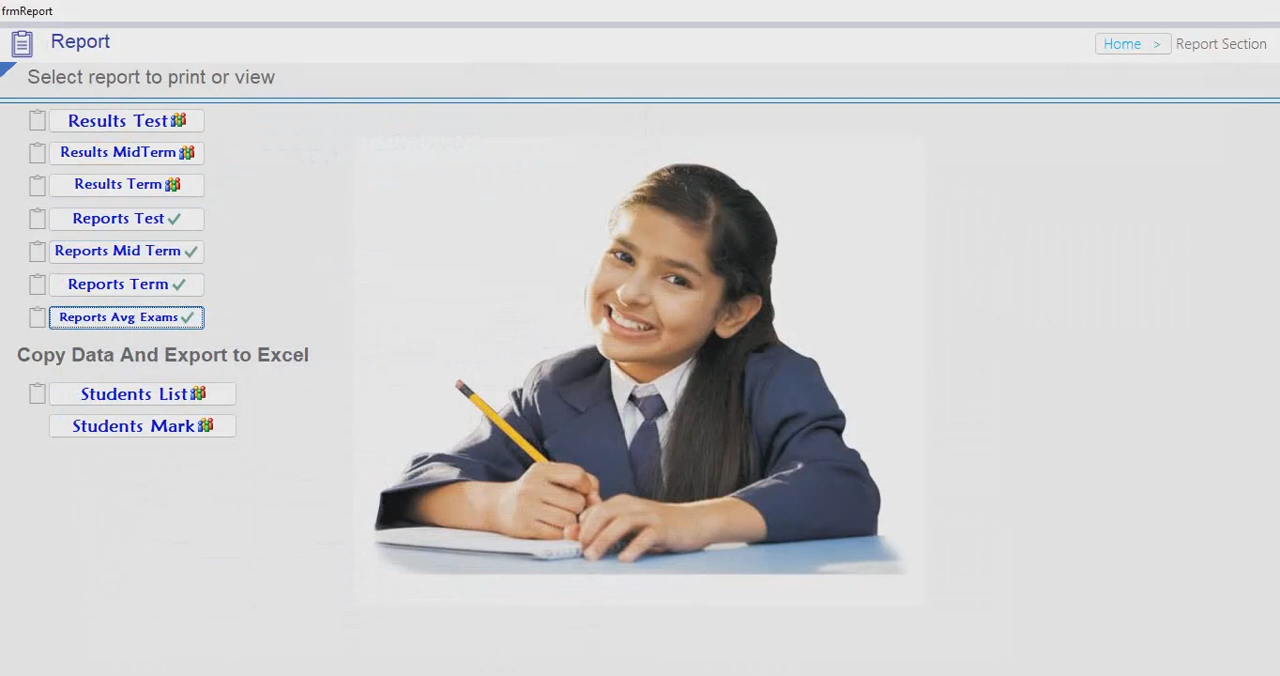 frmReport
Report
Home >
Report Section
Select report to print or view
Results Test
Results MidTerm
Results Term
Reports Test
Reports Mid Term
Reports Term
Reports Avg Exams
Copy Data And Export to Excel
Students List
Students Mark